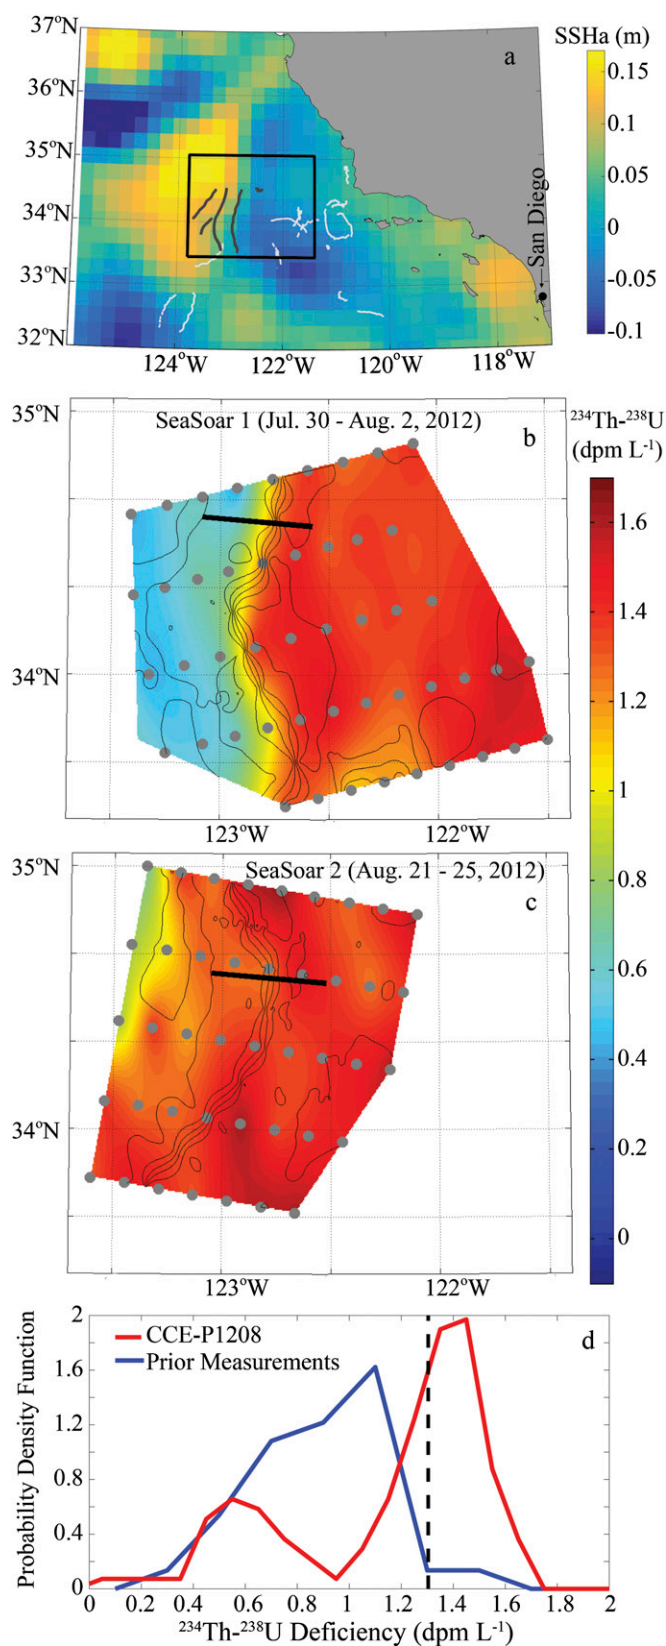 37°N
36°N
35°N
34°N
33°N
32°N
124°W
122°W
120°W
118°W
a
San Diego
SSHa (m)
0.15
0.1
0.05
0
-0.05
-0.1
35°N
34°N
SeaSoar 1 (Jul. 30 - Aug. 2, 2012)
b
123°W
122°W
²³⁴Th-²³⁸U
(dpm L⁻¹)
1.6
1.4
1.2
1
0.8
0.6
0.4
0.2
0
35°N
34°N
SeaSoar 2 (Aug. 21 - 25, 2012)
c
123°W
122°W
Probability Density Function
2
1.6
1.2
0.8
0.4
0
CCE-P1208
Prior Measurements
d
0 0.2 0.4 0.6 0.8 1 1.2 1.4 1.6 1.8 2
²³⁴Th-²³⁸U Deficiency (dpm L⁻¹)